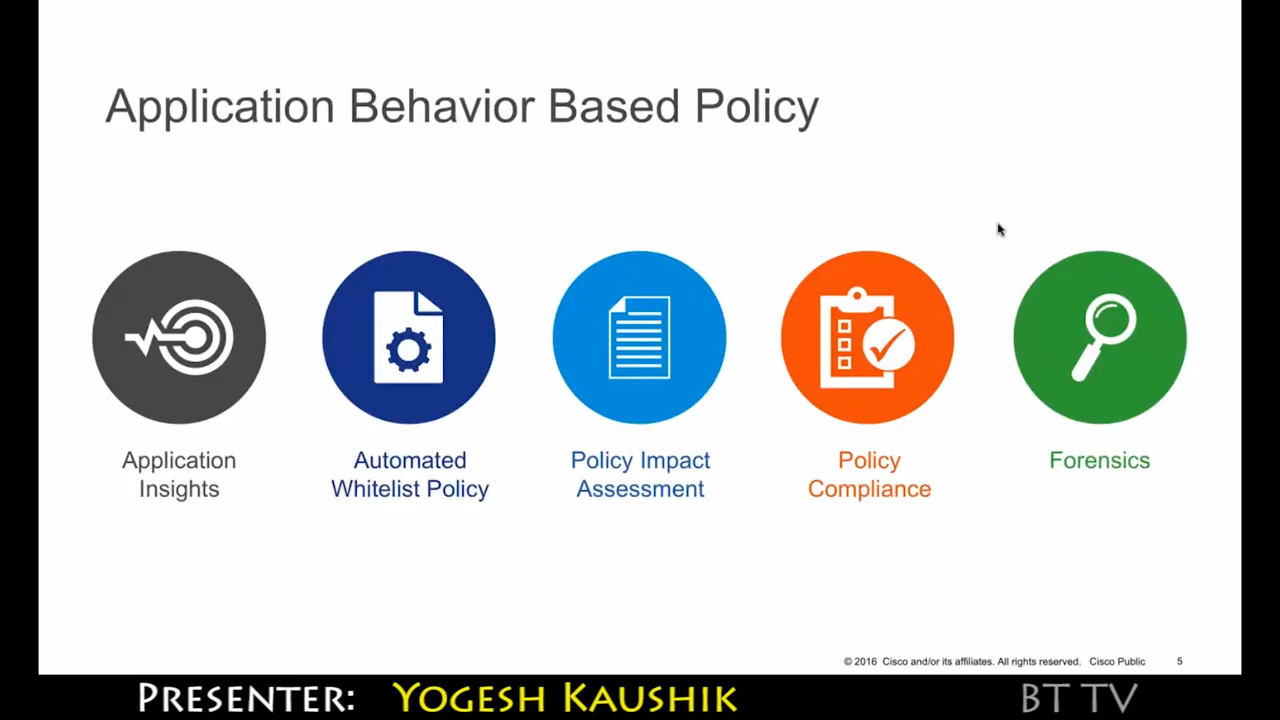 Application Behavior Based Policy
Application
Insights
Automated
Whitelist Policy
Policy Impact
Assessment
Policy
Compliance
Forensics
© 2016 Cisco and/or its affiliates. All rights reserved. Cisco Public 5
PRESENTER: YOGESH KAUSHIK BT TV